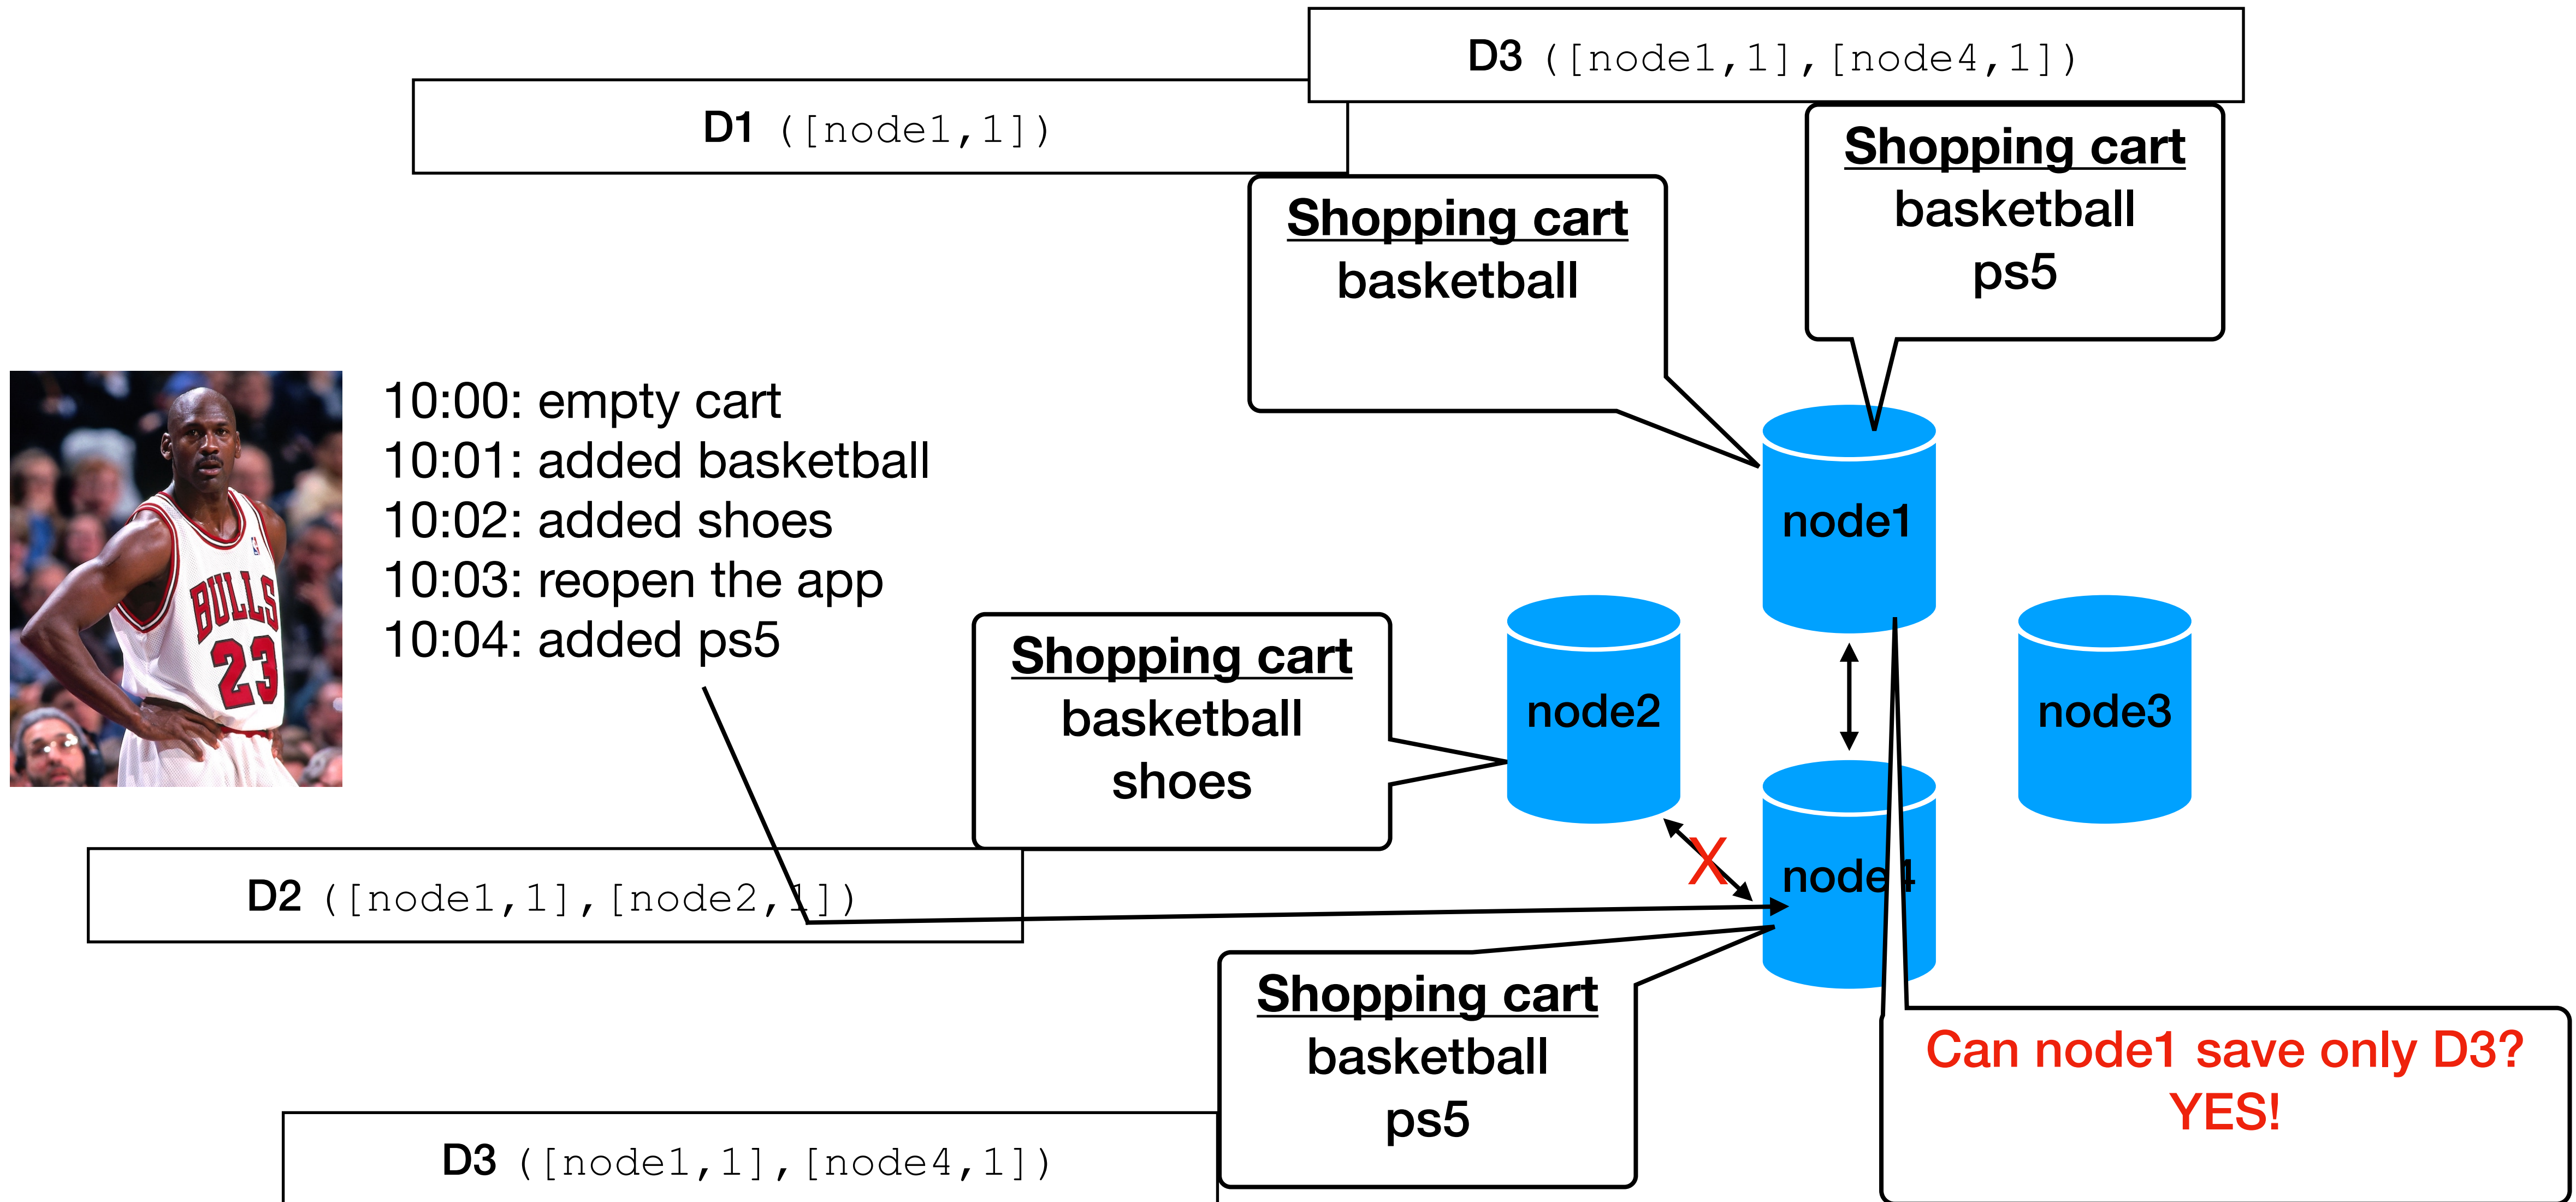 D3 ([node1,1],[node4,1])
D1 ([node1,1])
Shopping cart
basketball
ps5
Shopping cart
basketball
10:00: empty cart
10:01: added basketball
10:02: added shoes
10:03: reopen the app
10:04: added ps5
BULLS
23
node1
Shopping cart
basketball
shoes
node2
node3
X
node4
D2 ([node1,1],[node2,1])
Shopping cart
basketball
ps5
Can node1 save only D3?
YES!
D3 ([node1,1],[node4,1])